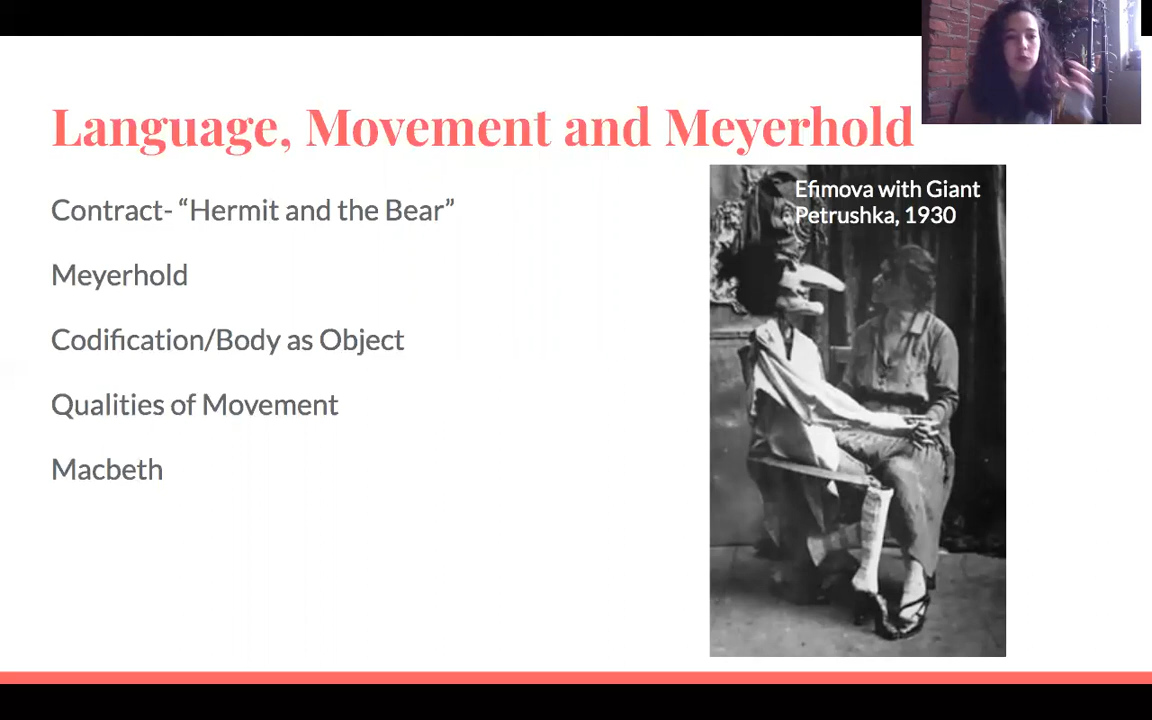 Language, Movement and Meyerhold
Contract- “Hermit and the Bear”
Meyerhold
Codification/Body as Object
Qualities of Movement
Macbeth
Efimova with Giant
Petrushka, 1930